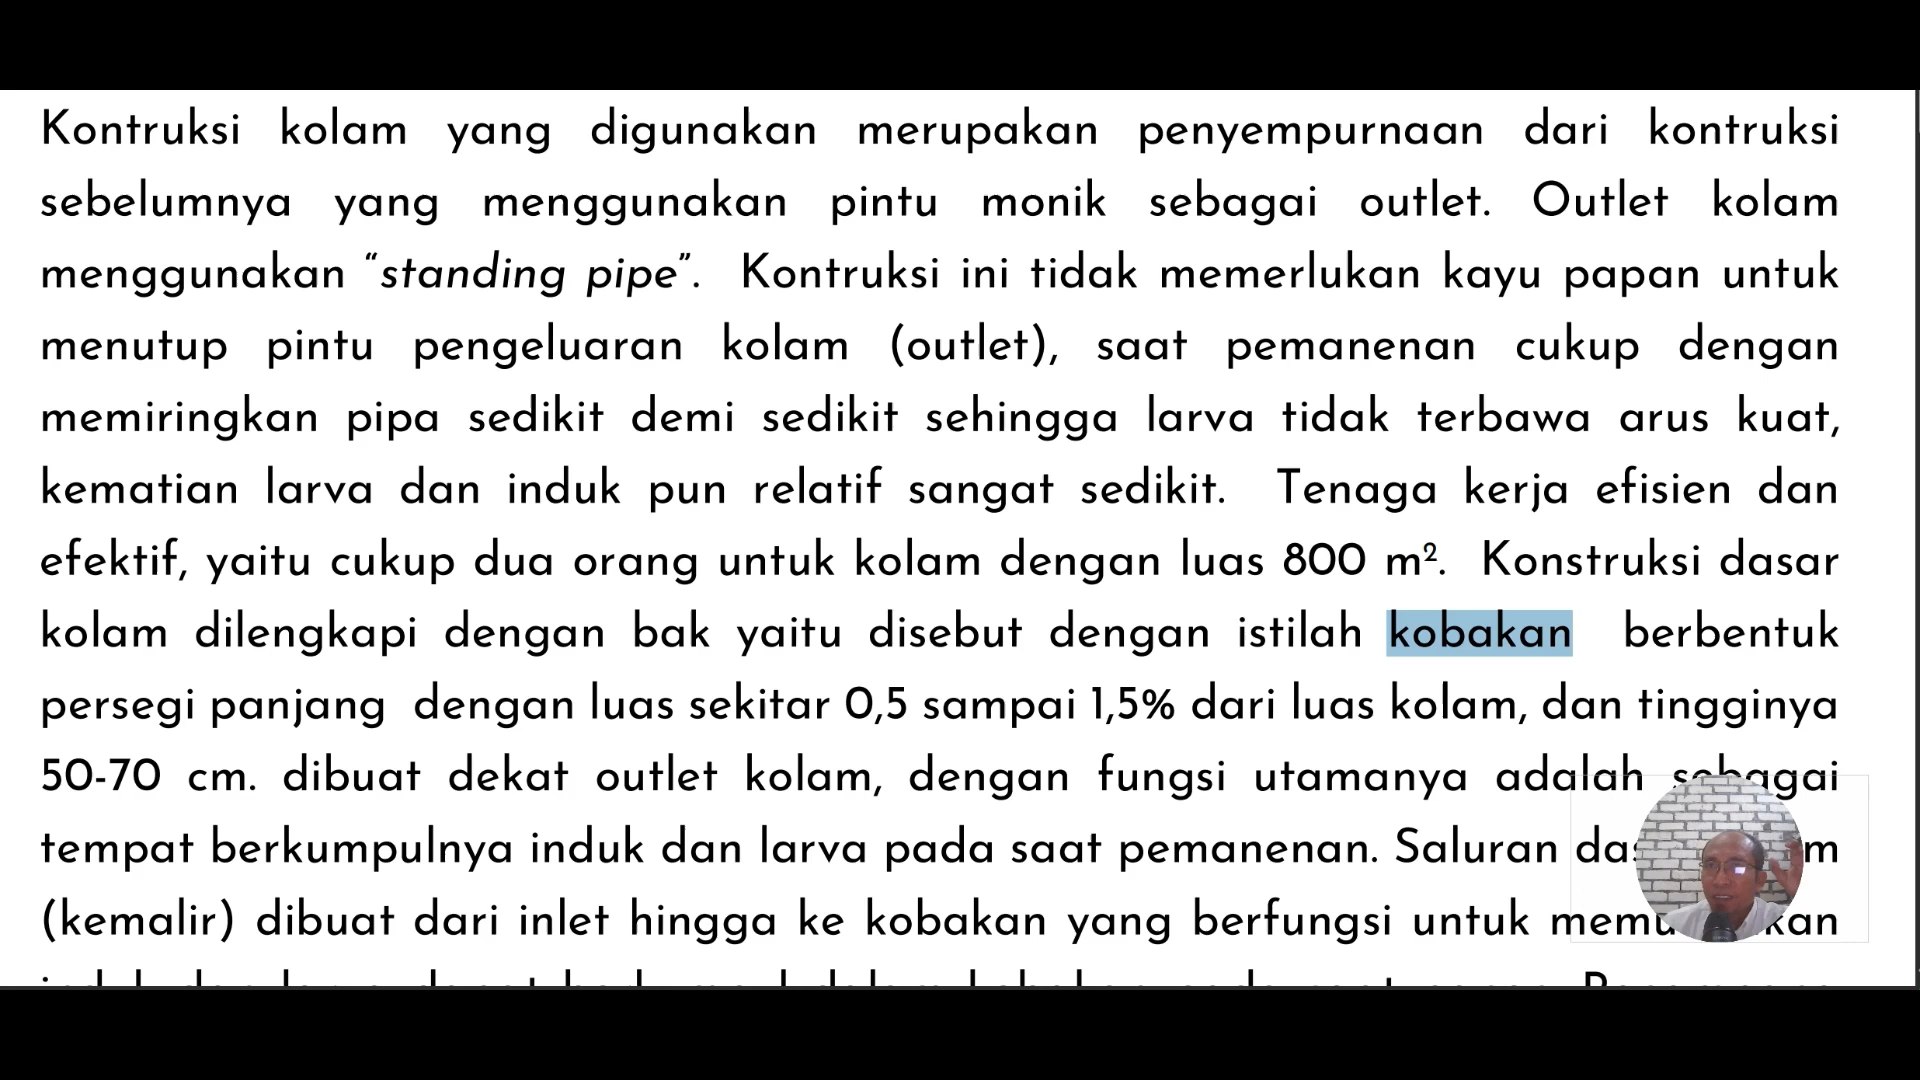 Kontruksi kolam yang digunakan merupakan penyempurnaan dari kontruksi
sebelumnya yang menggunakan pintu monik sebagai outlet. Outlet kolam
menggunakan “standing pipe”. Kontruksi ini tidak memerlukan kayu papan untuk
menutup pintu pengeluaran kolam (outlet), saat pemanenan cukup dengan
memiringkan pipa sedikit demi sedikit sehingga larva tidak terbawa arus kuat,
kematian larva dan induk pun relatif sangat sedikit. Tenaga kerja efisien dan
efektif, yaitu cukup dua orang untuk kolam dengan luas 800 m². Konstruksi dasar
kolam dilengkapi dengan bak yaitu disebut dengan istilah kobakan berbentuk
persegi panjang dengan luas sekitar 0,5 sampai 1,5% dari luas kolam, dan tingginya
50-70 cm. dibuat dekat outlet kolam, dengan fungsi utamanya adalah sebagai
tempat berkumpulnya induk dan larva pada saat pemanenan. Saluran
(kemalir) dibuat dari inlet hingga ke kobakan yang berfungsi untuk